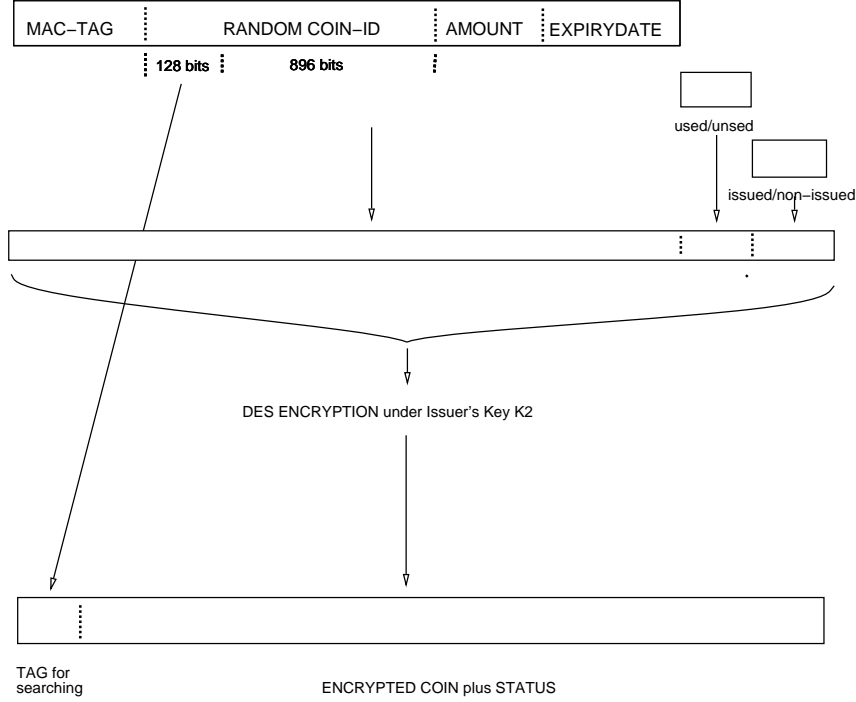 MAC–TAG RANDOM COIN–ID AMOUNT EXPIRYDATE
128 bits 896 bits
used/unsed
issued/non–issued
DES ENCRYPTION under Issuer's Key K2
TAG for
searching
ENCRYPTED COIN plus STATUS